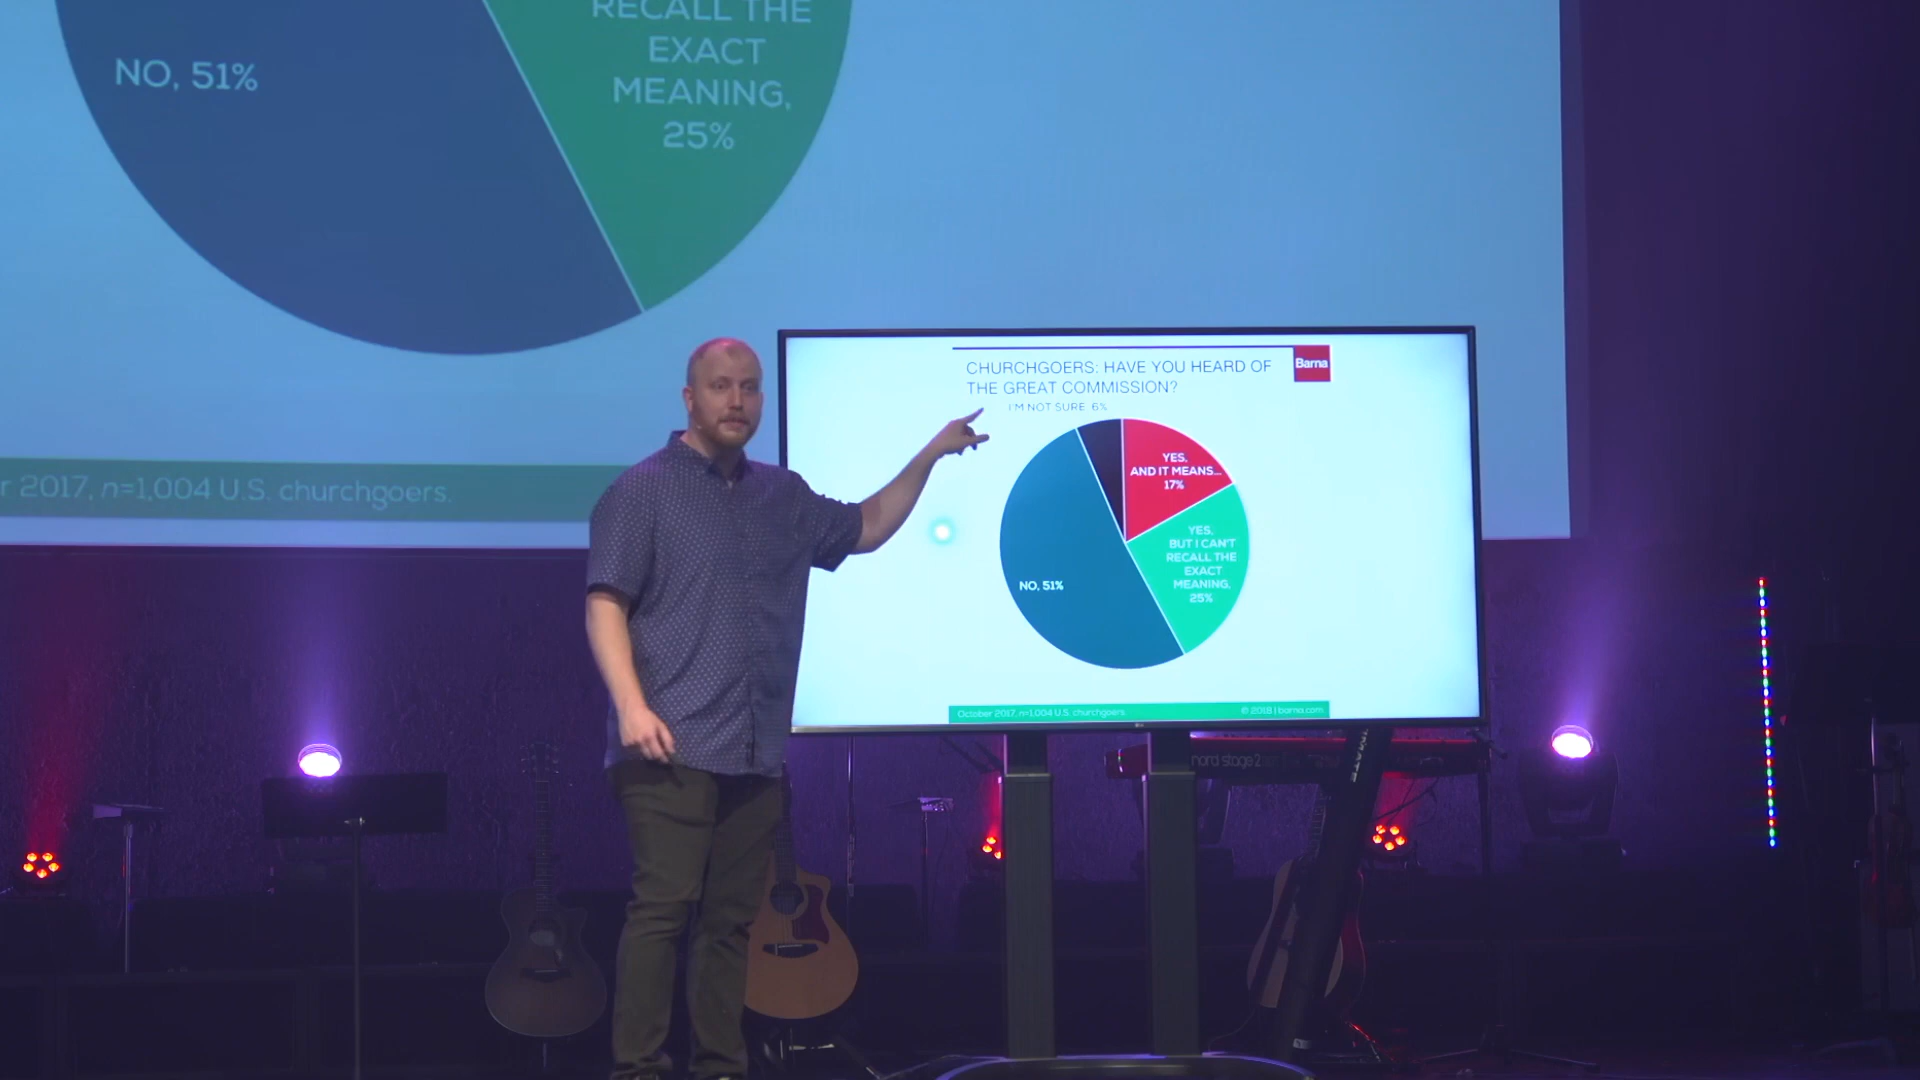 RECALL THE
EXACT
MEANING,
25%
NO, 51%
r 2017, n=1,004 U.S. churchgoers.
CHURCHGOERS: HAVE YOU HEARD OF
THE GREAT COMMISSION?
Barna
I'M NOT SURE 6%
YES,
AND IT MEANS...
17%
YES,
BUT I CAN'T
RECALL THE
EXACT
MEANING,
25%
NO, 51%
October 2017, n=1,004 U.S. churchgoers
© 2018 | barna.com
LG
nord stage 2